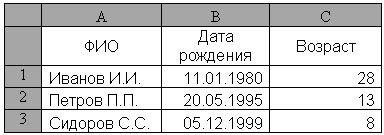 A B C
ФИО Дата рождения Возраст
1 Иванов И.И. 11.01.1980 28
2 Петров П.П. 20.05.1995 13
3 Сидоров С.С. 05.12.1999 8